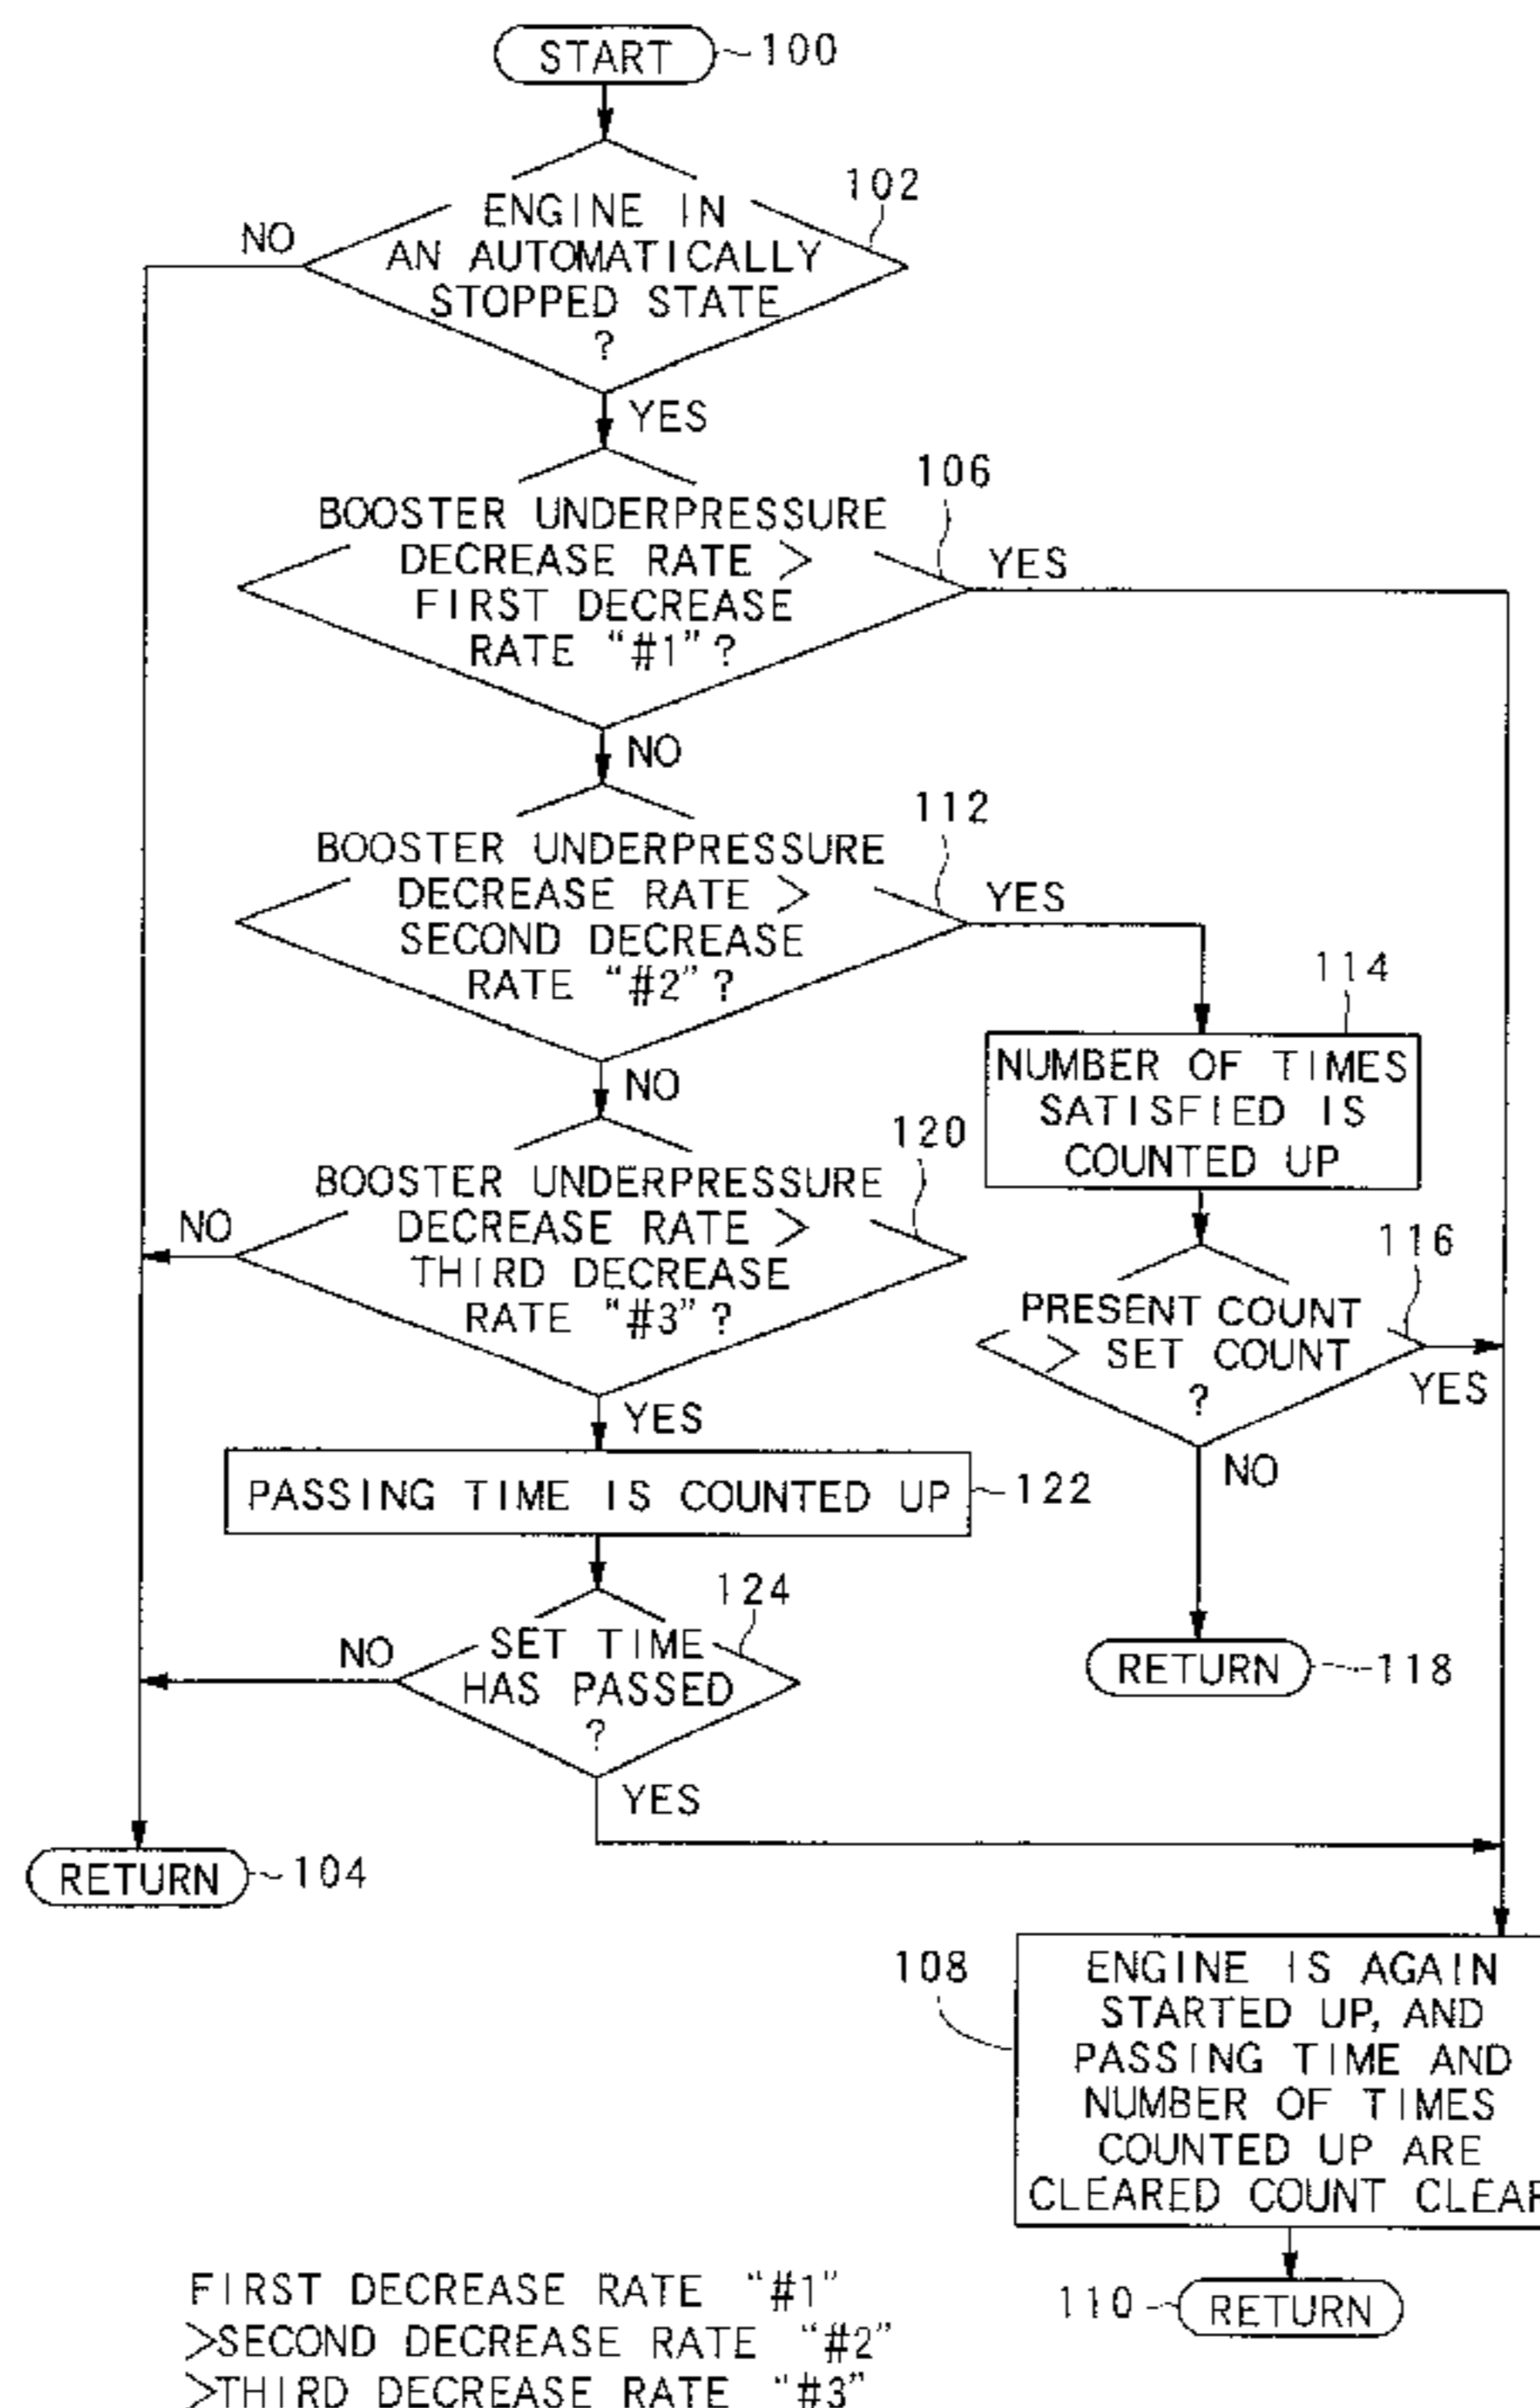 START
100
102
ENGINE IN
AN AUTOMATICALLY
STOPPED STATE
?
NO
YES
106
BOOSTER UNDERPRESSURE
DECREASE RATE >
FIRST DECREASE
RATE "#1"?
YES
NO
112
BOOSTER UNDERPRESSURE
DECREASE RATE >
SECOND DECREASE
RATE "#2"?
YES
NO
114
NUMBER OF TIMES
SATISFIED IS
COUNTED UP
120
BOOSTER UNDERPRESSURE
DECREASE RATE >
THIRD DECREASE
RATE "#3"?
NO
YES
116
PRESENT COUNT
> SET COUNT
?
YES
NO
PASSING TIME IS COUNTED UP
122
124
SET TIME
HAS PASSED
?
NO
YES
RETURN
118
RETURN
104
108
ENGINE IS AGAIN
STARTED UP, AND
PASSING TIME AND
NUMBER OF TIMES
COUNTED UP ARE
CLEARED COUNT CLEAR
110
RETURN
FIRST DECREASE RATE "#1"
>SECOND DECREASE RATE "#2"
>THIRD DECREASE RATE "#3"